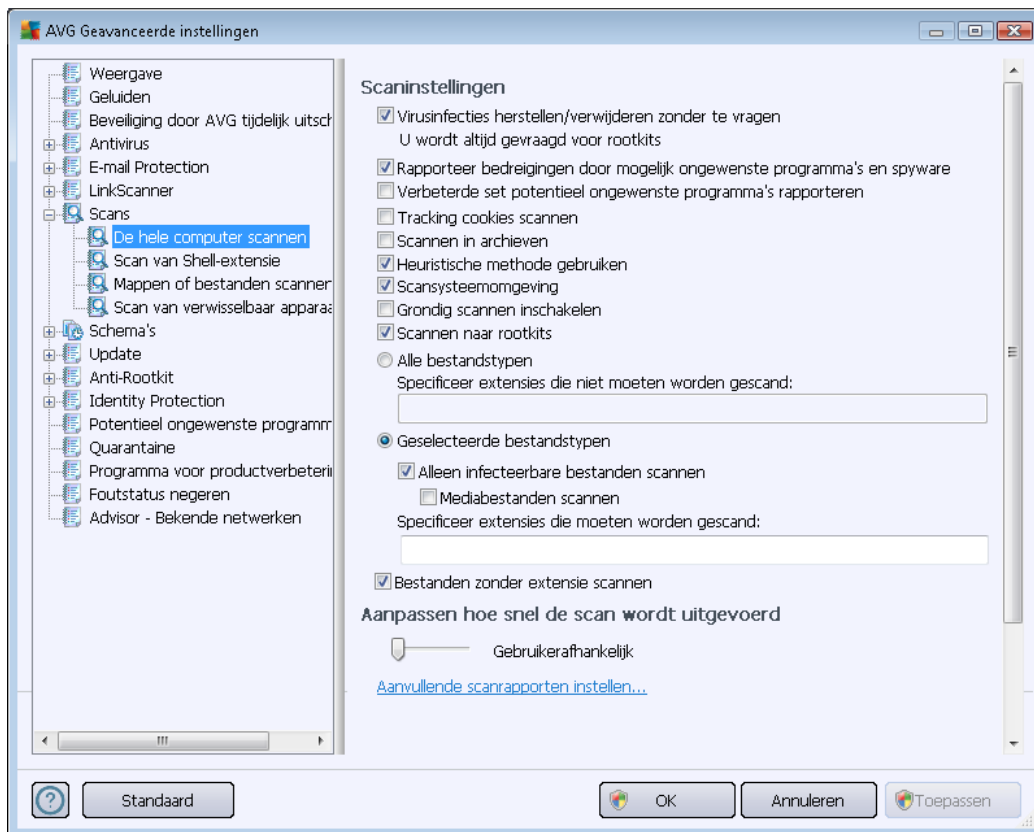 AVG Geavanceerde instellingen
Weergave
Geluiden
Beveiliging door AVG tijdelijk uitsch
Antivirus
E-mail Protection
LinkScanner
Scans
De hele computer scannen
Scan van Shell-extensie
Mappen of bestanden scannen
Scan van verwisselbaar apparaa
Schema's
Update
Anti-Rootkit
Identity Protection
Potentieel ongewenste programm
Quarantaine
Programma voor productverbeterin
Foutstatus negeren
Advisor - Bekende netwerken
Scaninstellingen
Virusinfecties herstellen/verwijderen zonder te vragen
U wordt altijd gevraagd voor rootkits
Rapporteer bedreigingen door mogelijk ongewenste programma's en spyware
Verbeterde set potentieel ongewenste programma's rapporteren
Tracking cookies scannen
Scannen in archieven
Heuristische methode gebruiken
Scansysteemomgeving
Grondig scannen inschakelen
Scannen naar rootkits
Alle bestandstypen
Specificeer extensies die niet moeten worden gescand:
Geselecteerde bestandstypen
Alleen infecteerbare bestanden scannen
Mediabestanden scannen
Specificeer extensies die moeten worden gescand:
Bestanden zonder extensie scannen
Aanpassen hoe snel de scan wordt uitgevoerd
Gebruikerafhankelijk
Aanvullende scanrapporten instellen...
Standaard
OK
Annuleren
Toepassen